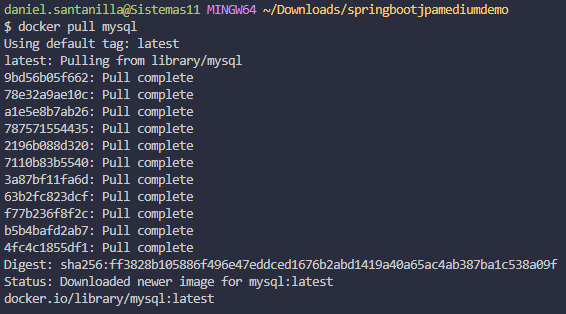 daniel.santanilla@Sistemas11 MINGW64 ~/Downloads/springbootjpamediumdemo
$ docker pull mysql
Using default tag: latest
latest: Pulling from library/mysql
9bd56b05f662: Pull complete
78e32a9ae10c: Pull complete
a1e5e8b7ab26: Pull complete
787571554435: Pull complete
2196b088d320: Pull complete
7110b83b5540: Pull complete
3a87bf11fa6d: Pull complete
63b2fc823dcf: Pull complete
f77b236f8f2c: Pull complete
b5b4bafd2ab7: Pull complete
4fc4c1855df1: Pull complete
Digest: sha256:ff3828b105886f496e47eddced1676b2abd1419a40a65ac4ab387ba1c538a09f
Status: Downloaded newer image for mysql:latest
docker.io/library/mysql:latest